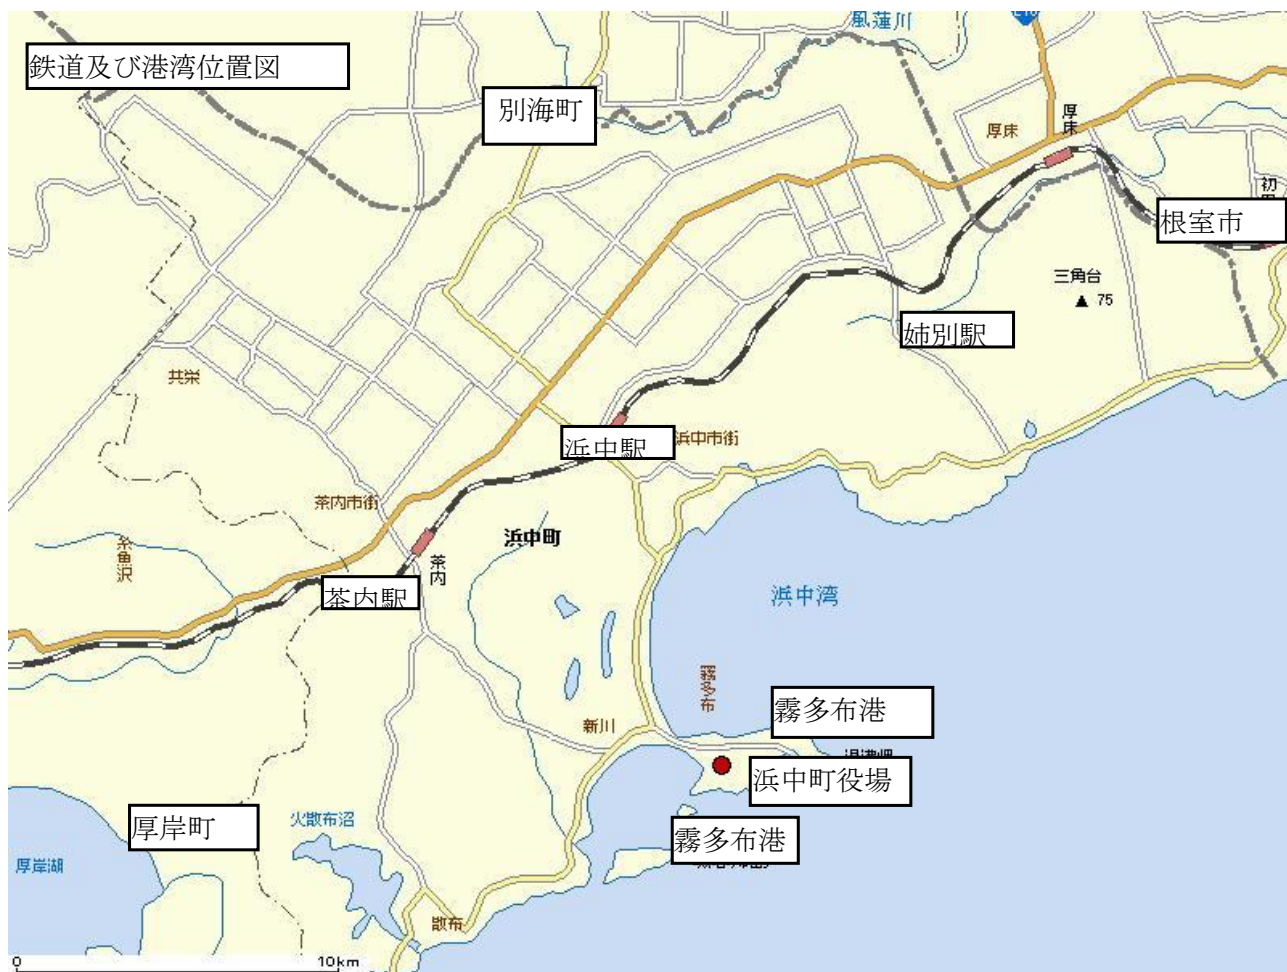 風蓮川
鉄道及び港湾位置図
別海町
厚床
厚床
根室市
三角台
▲ 75
姉別駅
共栄
浜中駅
浜中市街
茶内市街
浜中町
糸魚沢
茶内
茶内駅
浜中湾
霧多布
霧多布港
新川
浜中町役場
厚岸町
火散布沼
霧多布港
厚岸湖
散布
0
10km